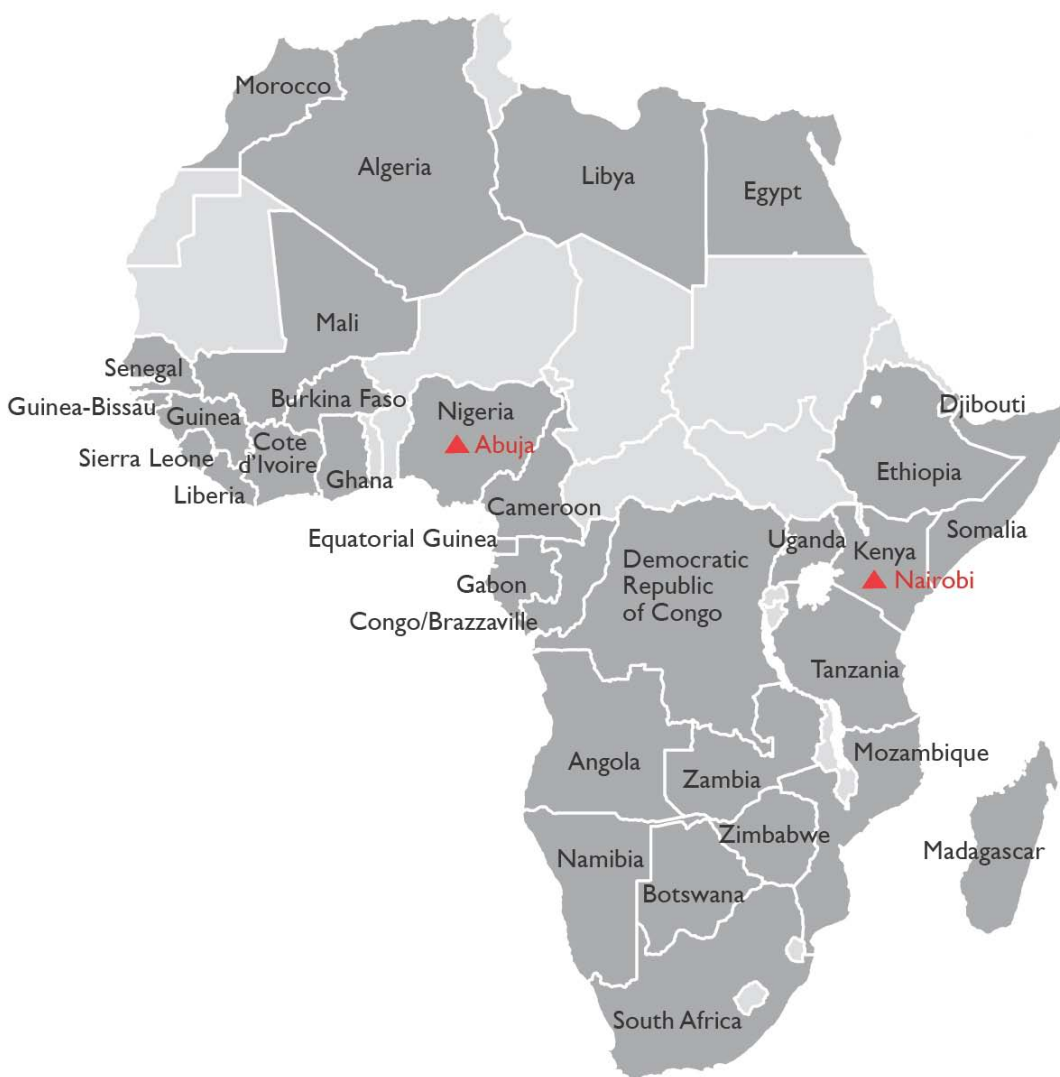 Morocco
Algeria
Libya
Egypt
Mali
Senegal
Burkina Faso
Guinea-Bissau
Guinea
Nigeria
Djibouti
Abuja
Cote
d'Ivoire
Sierra Leone
Ghana
Ethiopia
Liberia
Cameroon
Equatorial Guinea
Uganda
Kenya
Somalia
Democratic
Republic
of Congo
Gabon
Nairobi
Congo/Brazzaville
Tanzania
Angola
Zambia
Mozambique
Zimbabwe
Madagascar
Namibia
Botswana
South Africa